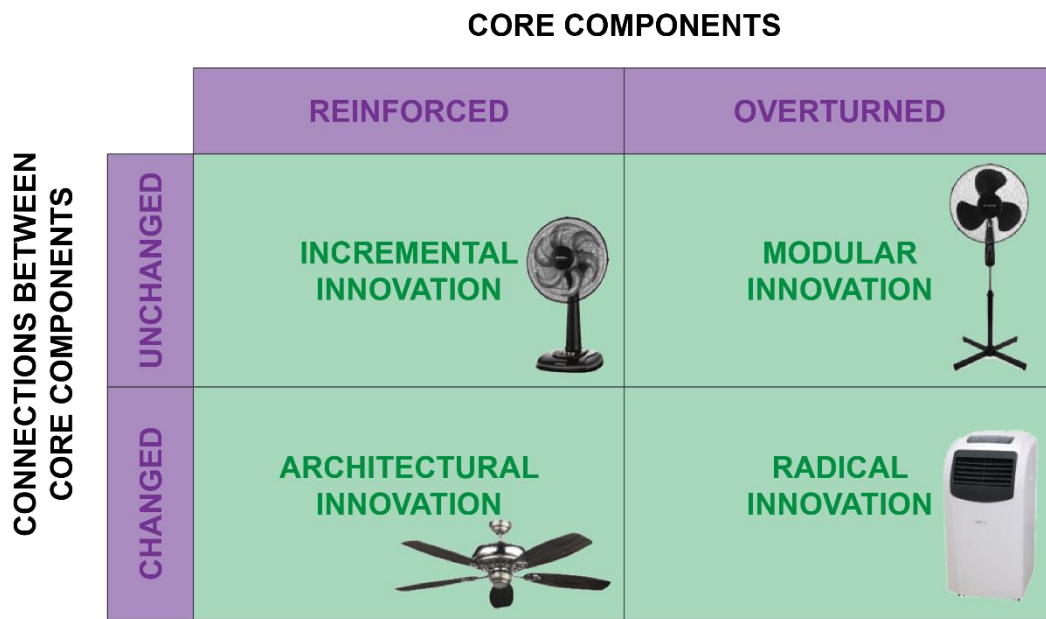 CORE COMPONENTS
REINFORCED
OVERTURNED
CONNECTIONS BETWEEN
CORE COMPONENTS
UNCHANGED
INCREMENTAL
INNOVATION
MODULAR
INNOVATION
CHANGED
ARCHITECTURAL
INNOVATION
RADICAL
INNOVATION